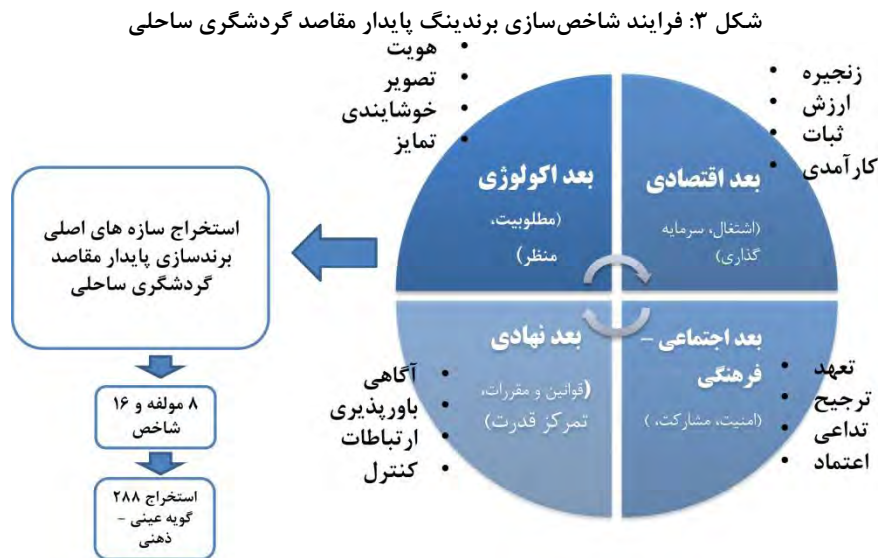 شکل ۳: فرایند شاخص‌سازی برندینگ پایدار مقاصد گردشگری ساحلی
• زنجیره
• ارزش
• ثبات
• کارآمدی
بعد اقتصادی
(اشتغال، سرمایه
گذاری)
• هویت
• تصویر
• خوشایندی
• تمایز
بعد اکولوژی
(مطلوبیت،
منظر)
بعد اجتماعی –
فرهنگی
(امنیت، مشارکت، )
• تعهد
• ترجیح
• تداعی
• اعتماد
بعد نهادی
(قوانین و مقررات،
تمرکز قدرت)
• آگاهی
• باورپذیری
• ارتباطات
• کنترل
استخراج سازه های اصلی
برندسازی پایدار مقاصد
گردشگری ساحلی
۸ مولفه و ۱۶
شاخص
استخراج ۲۸۸
گویه عینی –
ذهنی